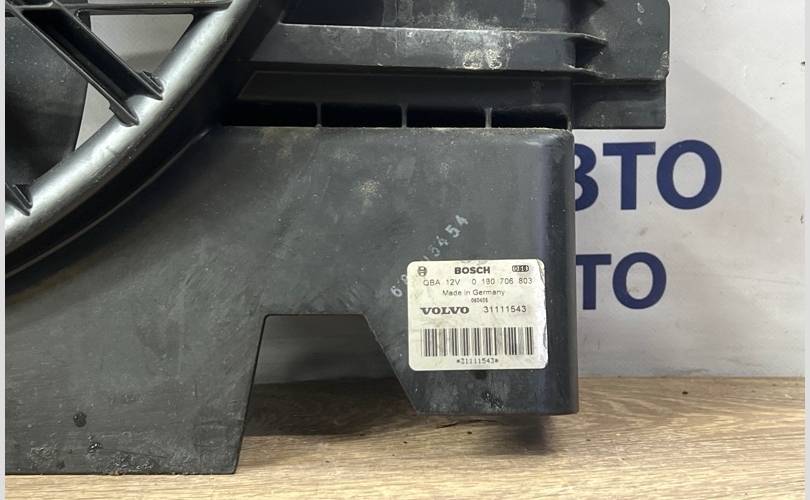 ВТО
ТО
BOSCH
QBA 12V 0 130 706 803
Made in Germany
VOLVO 31111543
*31111543*